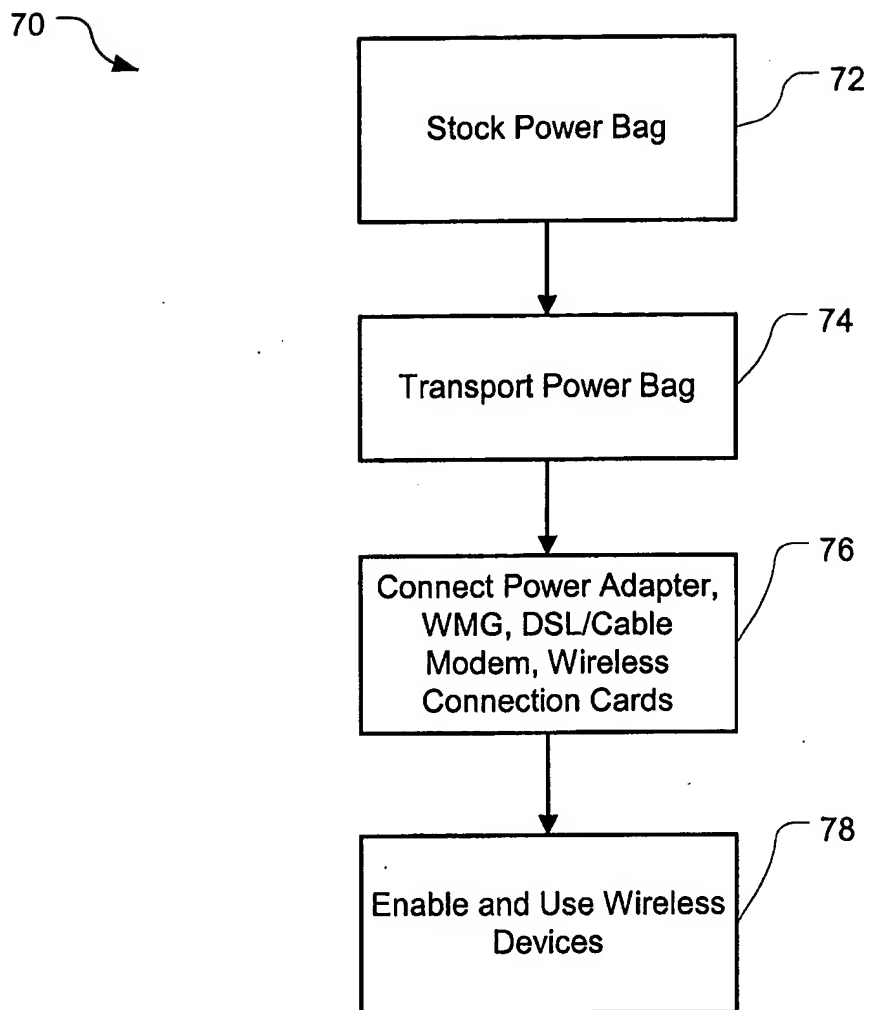 70
72
Stock Power Bag
74
Transport Power Bag
76
Connect Power Adapter,
WMG, DSL/Cable
Modem, Wireless
Connection Cards
78
Enable and Use Wireless
Devices